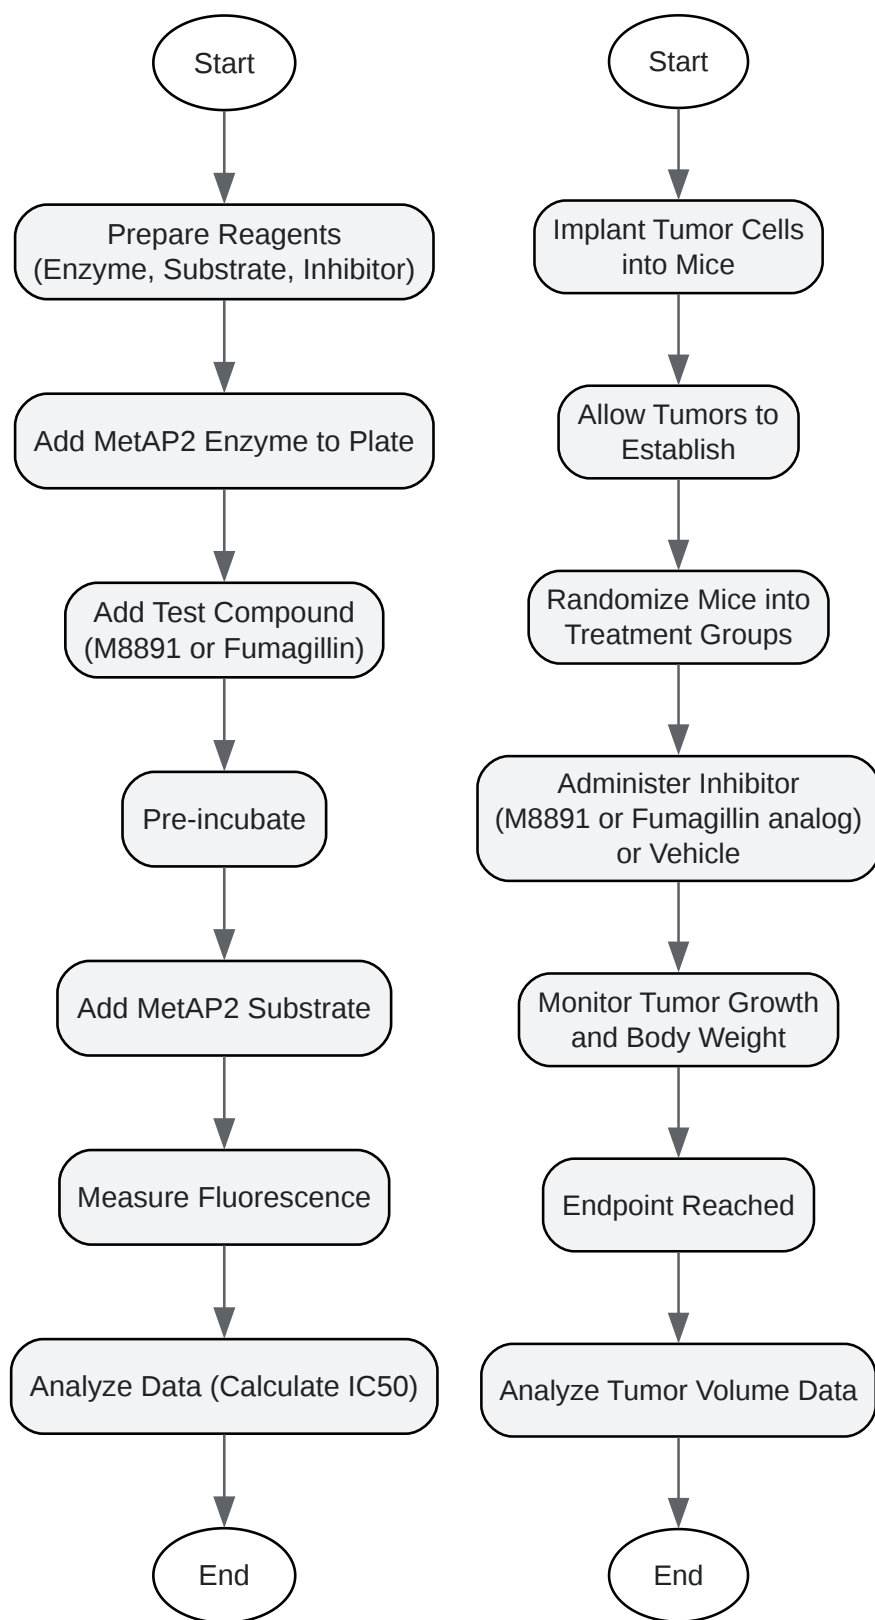 Start
Prepare Reagents
(Enzyme, Substrate, Inhibitor)
Add MetAP2 Enzyme to Plate
Add Test Compound
(M8891 or Fumagillin)
Pre-incubate
Add MetAP2 Substrate
Measure Fluorescence
Analyze Data (Calculate IC50)
End
Start
Implant Tumor Cells
into Mice
Allow Tumors to
Establish
Randomize Mice into
Treatment Groups
Administer Inhibitor
(M8891 or Fumagillin analog)
or Vehicle
Monitor Tumor Growth
and Body Weight
Endpoint Reached
Analyze Tumor Volume Data
End